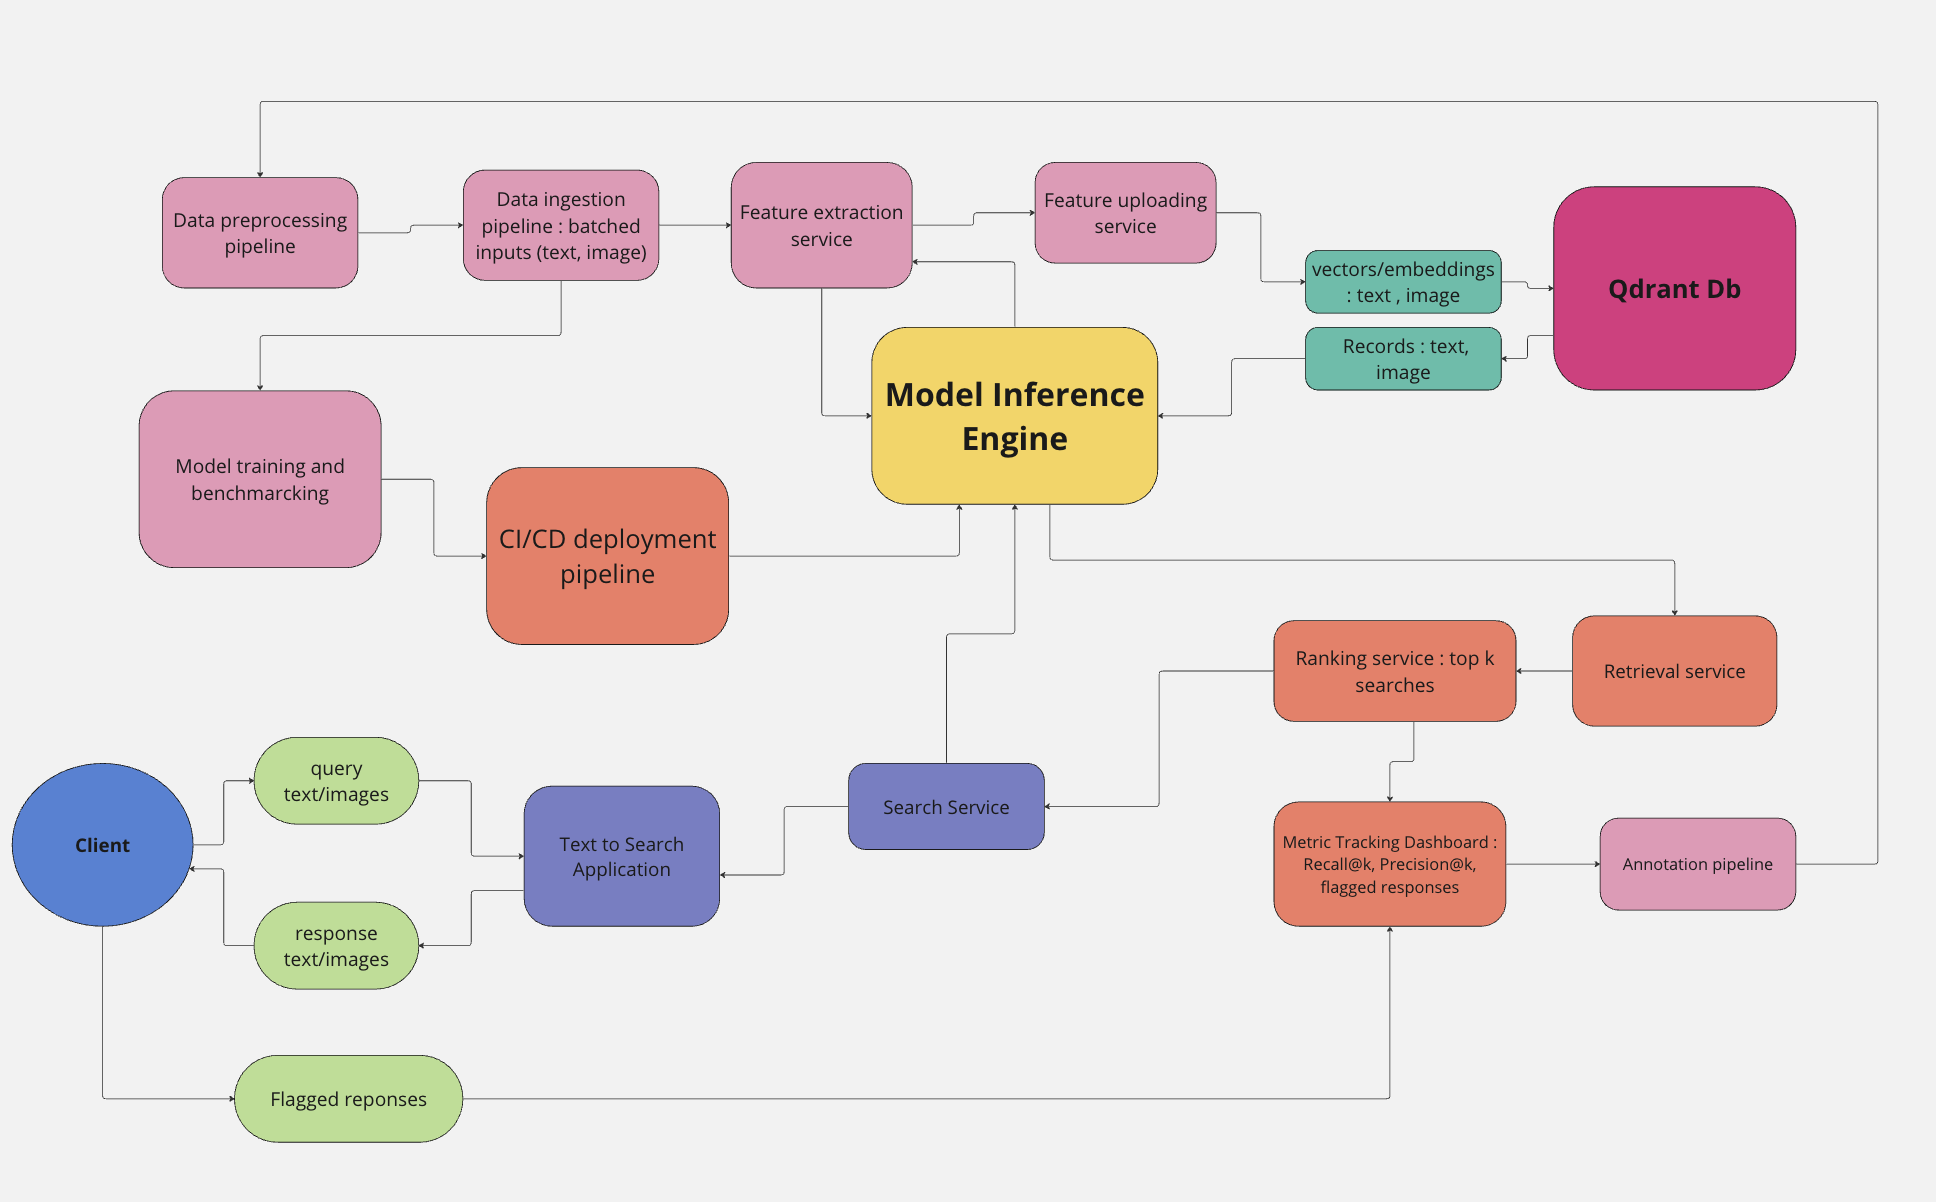 Data preprocessing
pipeline
Data ingestion
pipeline : batched
inputs (text, image)
Feature extraction
service
Feature uploading
service
vectors/embeddings
: text , image
Qdrant Db
Records : text,
image
Model Inference
Engine
Model training and
benchmarcking
CI/CD deployment
pipeline
Ranking service : top k
searches
Retrieval service
query
text/images
Client
Text to Search
Application
Search Service
Metric Tracking Dashboard :
Recall@k, Precision@k,
flagged responses
Annotation pipeline
response
text/images
Flagged reponses